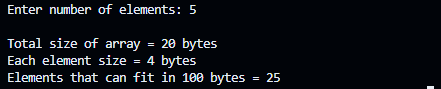 Enter number of elements: 5
Total size of array = 20 bytes
Each element size = 4 bytes
Elements that can fit in 100 bytes = 25